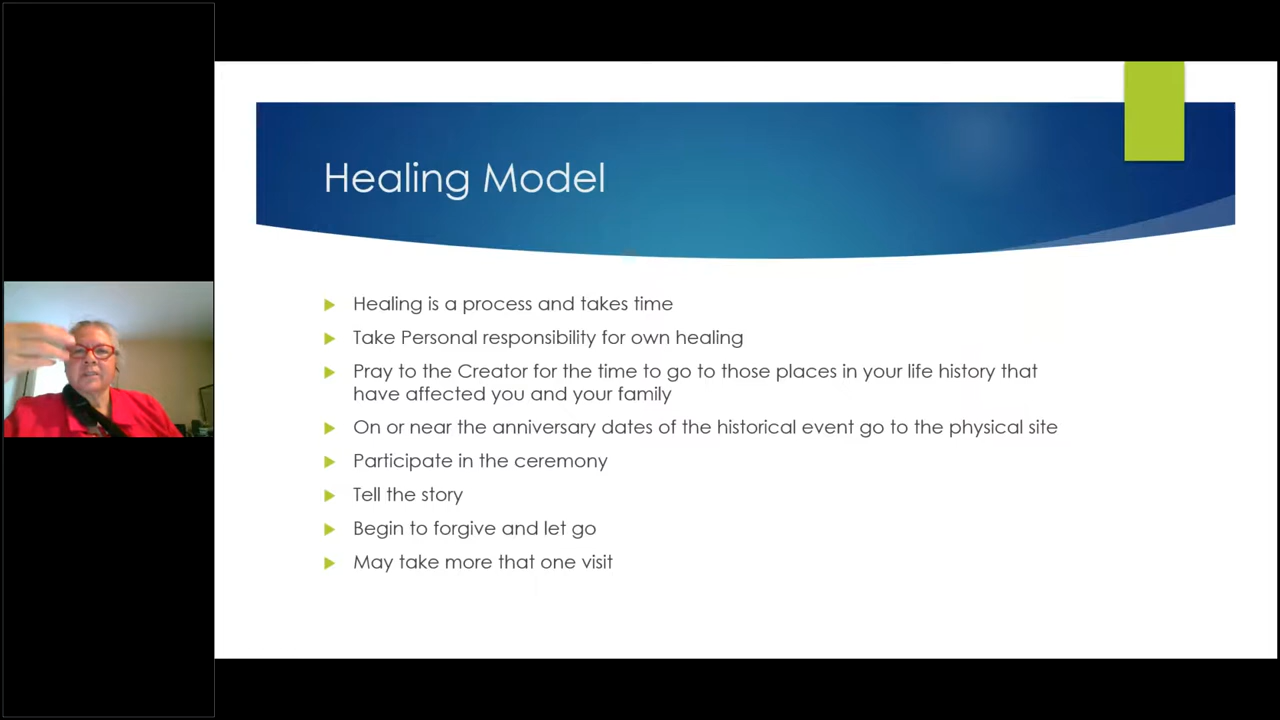 Healing Model
Healing is a process and takes time
Take Personal responsibility for own healing
Pray to the Creator for the time to go to those places in your life history that
have affected you and your family
On or near the anniversary dates of the historical event go to the physical site
Participate in the ceremony
Tell the story
Begin to forgive and let go
May take more that one visit